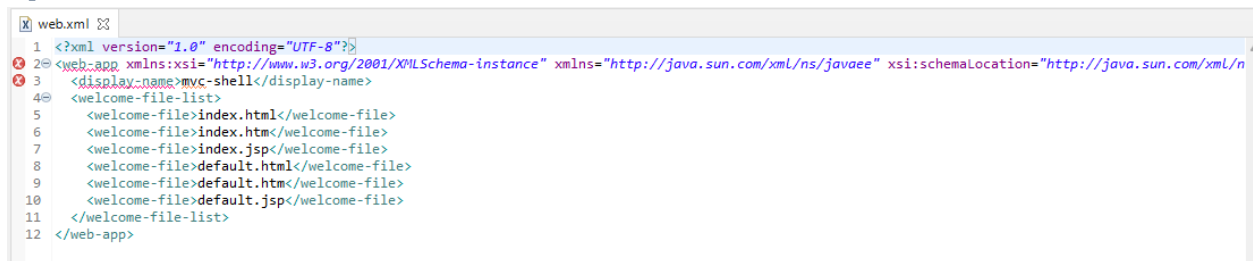 web.xml
1 <?xml version="1.0" encoding="UTF-8"?>
2 <web-app xmlns:xsi="http://www.w3.org/2001/XMLSchema-instance" xmlns="http://java.sun.com/xml/ns/javaee" xsi:schemaLocation="http://java.sun.com/xml/n
3 <display-name>mvc-shell</display-name>
4 <welcome-file-list>
5 <welcome-file>index.html</welcome-file>
6 <welcome-file>index.htm</welcome-file>
7 <welcome-file>index.jsp</welcome-file>
8 <welcome-file>default.html</welcome-file>
9 <welcome-file>default.htm</welcome-file>
10 <welcome-file>default.jsp</welcome-file>
11 </welcome-file-list>
12 </web-app>